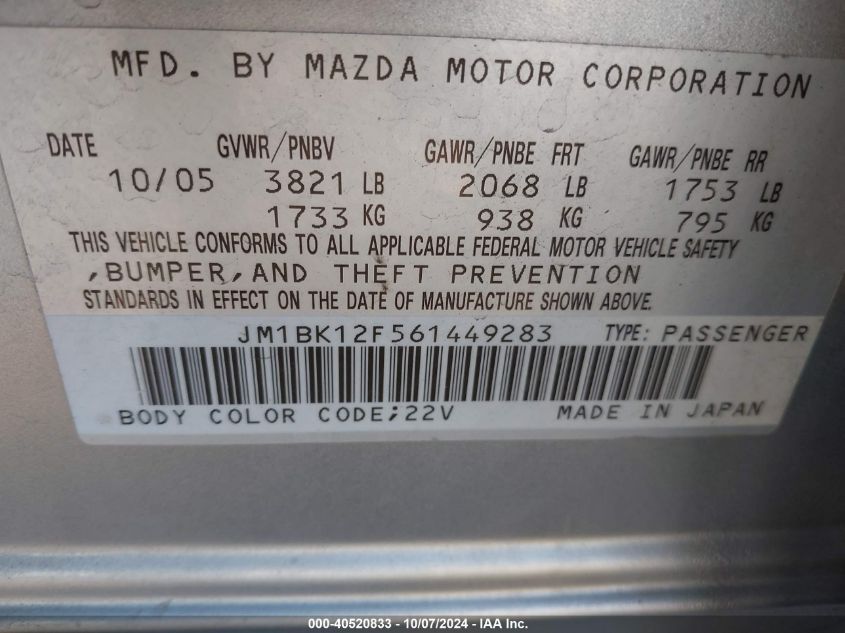 MFD. BY MAZDA MOTOR CORPORATION
DATE GVWR/PNBV GAWR/PNBE FRT GAWR/PNBE RR
10/05 3821 LB 2068 LB 1753 LB
1733 KG 938 KG 795 KG
THIS VEHICLE CONFORMS TO ALL APPLICABLE FEDERAL MOTOR VEHICLE SAFETY
,BUMPER,AND THEFT PREVENTION
STANDARDS IN EFFECT ON THE DATE OF MANUFACTURE SHOWN ABOVE.
JM1BK12F561449283 TYPE: PASSENGER
BODY COLOR CODE;22V MADE IN JAPAN
000-40520833 - 10/07/2024 - IAA Inc.